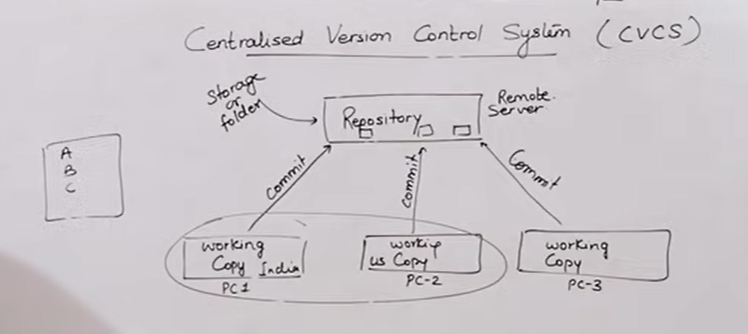 Centralised Version Control System (CVCS)
Storage
or
folder
Repository
Remote
Server
A
B
C
Commit
Commit
Commit
Working
Copy India
PC 1
workig
us Copy
PC-2
working
Copy
PC-3